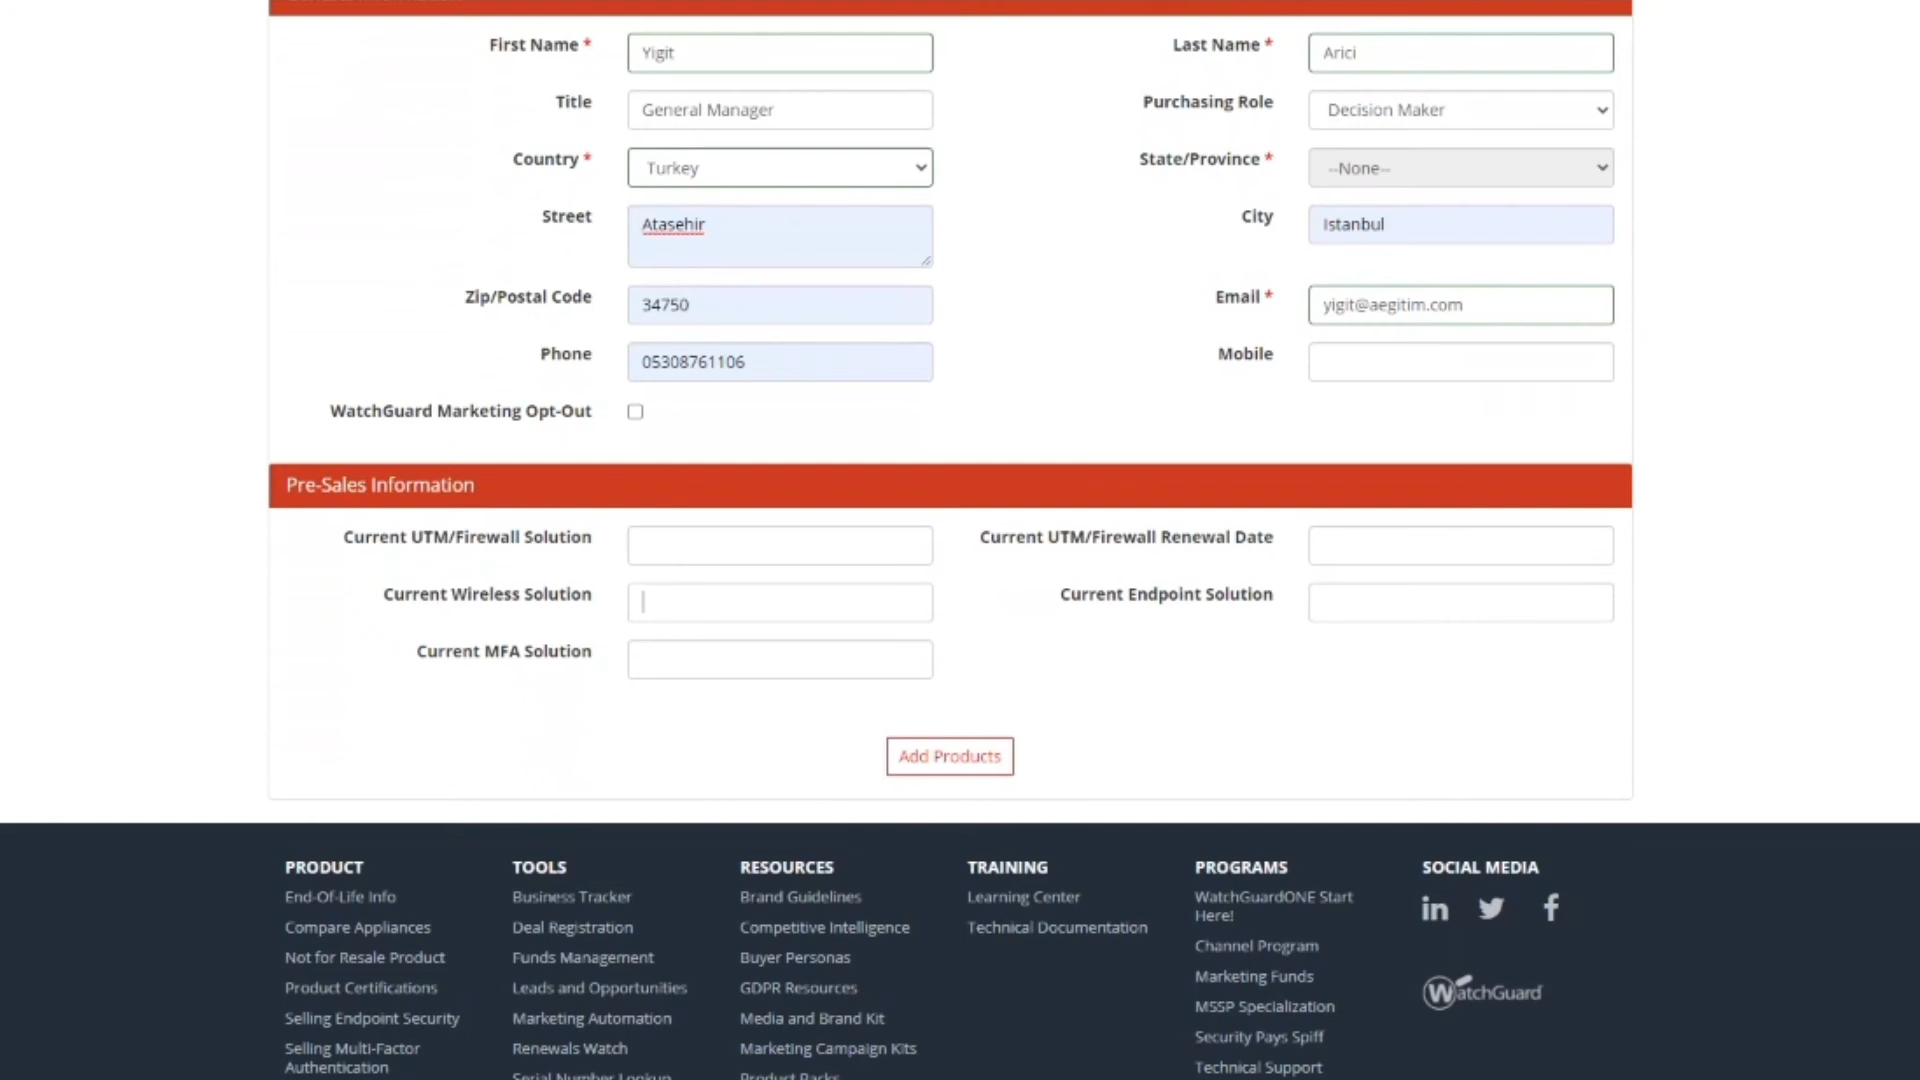 First Name * Yigit Last Name * Arici
Title General Manager Purchasing Role Decision Maker
Country * Turkey State/Province * --None--
Street Atasehir City Istanbul
Zip/Postal Code 34750 Email * yigit@aegitim.com
Phone 05308761106 Mobile
WatchGuard Marketing Opt-Out
Pre-Sales Information
Current UTM/Firewall Solution Current UTM/Firewall Renewal Date
Current Wireless Solution Current Endpoint Solution
Current MFA Solution
Add Products
PRODUCT
End-Of-Life Info
Compare Appliances
Not for Resale Product
Product Certifications
Selling Endpoint Security
Selling Multi-Factor
Authentication
TOOLS
Business Tracker
Deal Registration
Funds Management
Leads and Opportunities
Marketing Automation
Renewals Watch
Serial Number Lookup
RESOURCES
Brand Guidelines
Competitive Intelligence
Buyer Personas
GDPR Resources
Media and Brand Kit
Marketing Campaign Kits
Product Packs
TRAINING
Learning Center
Technical Documentation
PROGRAMS
WatchGuardONE Start
Here!
Channel Program
Marketing Funds
MSSP Specialization
Security Pays Spiff
Technical Support
SOCIAL MEDIA
WatchGuard